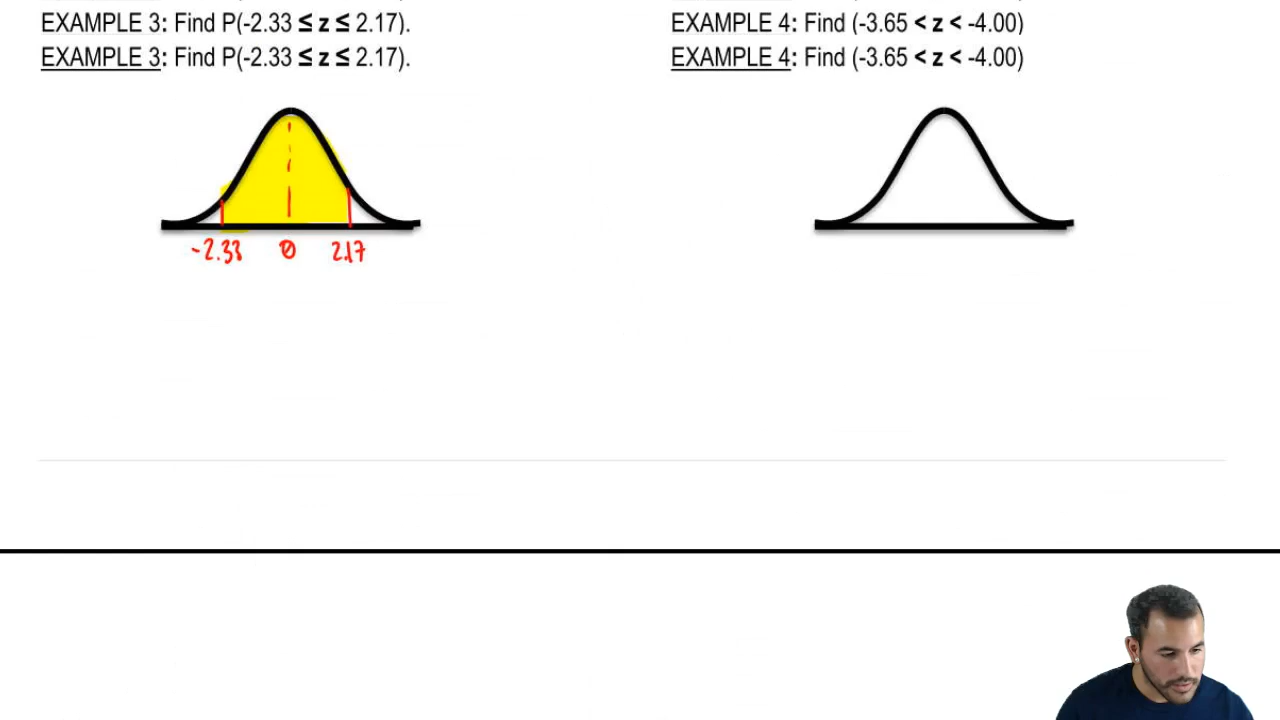 EXAMPLE 3: Find P(-2.33 ≤ z ≤ 2.17).
EXAMPLE 3: Find P(-2.33 ≤ z ≤ 2.17).
-2.33 0 2.17
EXAMPLE 4: Find (-3.65 < z < -4.00)
EXAMPLE 4: Find (-3.65 < z < -4.00)